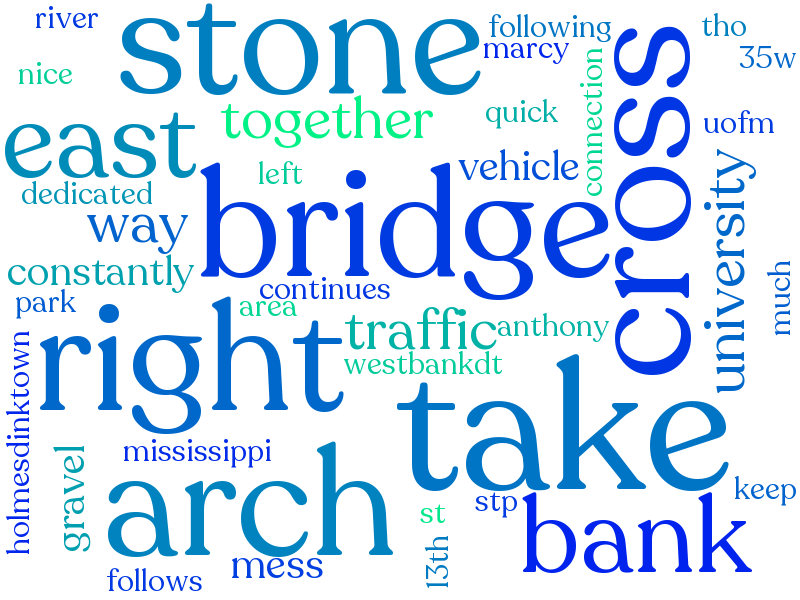 river
stone
following
tho
marcy
35w
nice
together
connection
cross
quick
uofm
east
left
vehicle
dedicated
way
bridge
university
constantly
continues
much
park
area
right
traffic
anthony
westbankdt
holmesdinktown
take
mississippi
gravel
arch
stp
keep
st
bank
13th
mess
follows